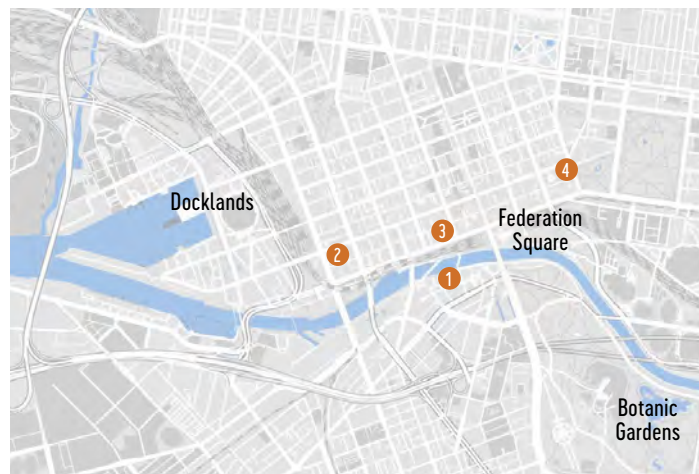 4
Docklands
Federation
Square
3
2
1
Botanic
Gardens